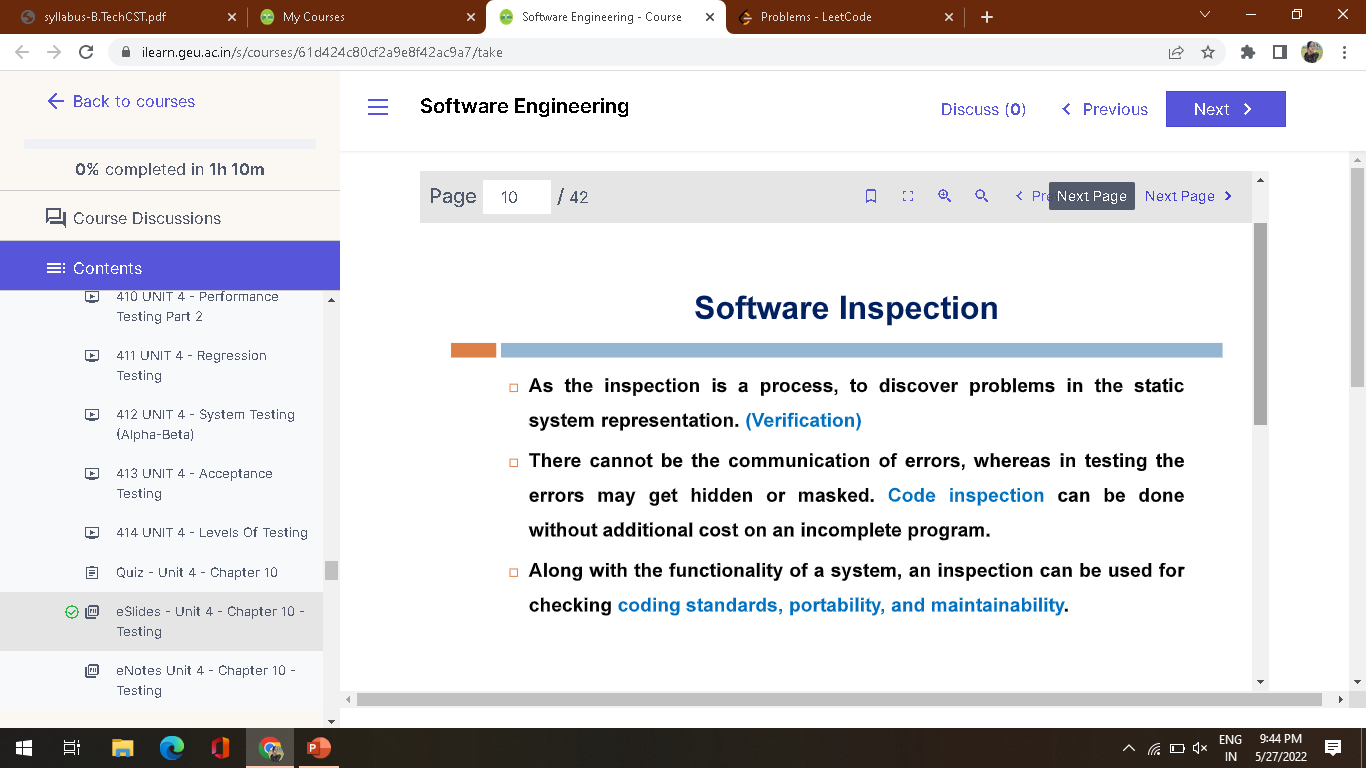 syllabus-B.TechCST.pdf
My Courses
Software Engineering - Course
Problems - LeetCode
ilearn.geu.ac.in/s/courses/61d424c80cf2a9e8f42ac9a7/take
Back to courses
0% completed in 1h 10m
Course Discussions
Contents
410 UNIT 4 - Performance
Testing Part 2
411 UNIT 4 - Regression
Testing
412 UNIT 4 - System Testing
(Alpha-Beta)
413 UNIT 4 - Acceptance
Testing
414 UNIT 4 - Levels Of Testing
Quiz - Unit 4 - Chapter 10
eSlides - Unit 4 - Chapter 10 -
Testing
eNotes Unit 4 - Chapter 10 -
Testing
Software Engineering
Discuss (0)
Previous
Next
Page 10 / 42
Pre
Next Page
Next Page
Software Inspection
As the inspection is a process, to discover problems in the static
system representation. (Verification)
There cannot be the communication of errors, whereas in testing the
errors may get hidden or masked. Code inspection can be done
without additional cost on an incomplete program.
Along with the functionality of a system, an inspection can be used for
checking coding standards, portability, and maintainability.
ENG
IN
9:44 PM
5/27/2022